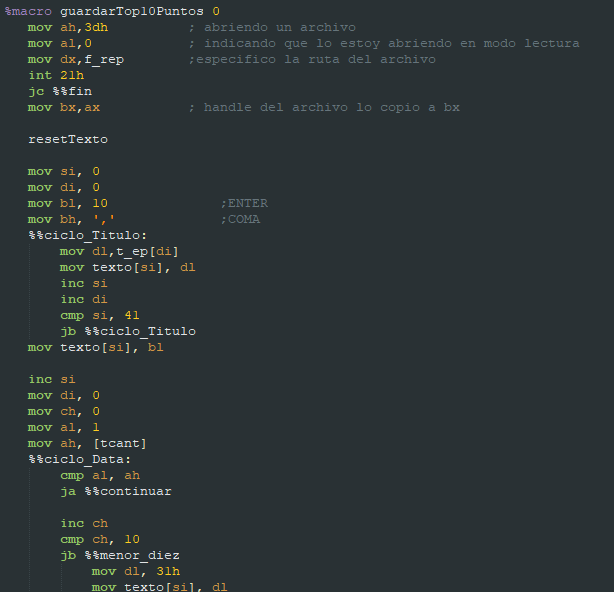 %macro guardarTop10Puntos 0
mov ah,3dh ; abriendo un archivo
mov al,0 ; indicando que lo estoy abriendo en modo lectura
mov dx,f_rep ;especifico la ruta del archivo
int 21h
jc %%fin
mov bx,ax ; handle del archivo lo copio a bx
resetTexto
mov si, 0
mov di, 0
mov bl, 10 ;ENTER
mov bh, ',' ;COMA
%%ciclo_Titulo:
mov dl,t_ep[di]
mov texto[si], dl
inc si
inc di
cmp si, 41
jb %%ciclo_Titulo
mov texto[si], bl
inc si
mov di, 0
mov ch, 0
mov al, 1
mov ah, [tcant]
%%ciclo_Data:
cmp al, ah
ja %%continuar
inc ch
cmp ch, 10
jb %%menor_diez
mov dl, 31h
mov texto[si], dl